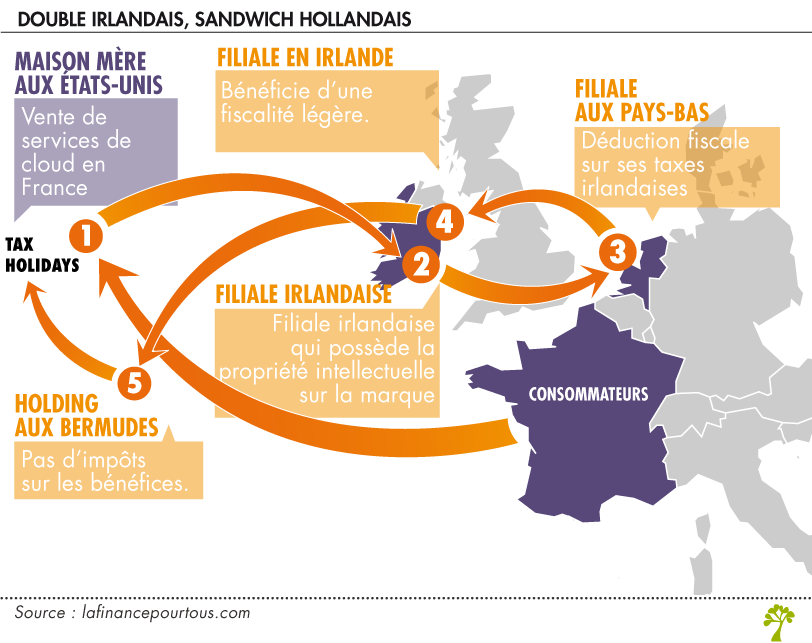 DOUBLE IRLANDAIS, SANDWICH HOLLANDAIS
MAISON MÈRE
AUX ÉTATS-UNIS
Vente de
services de
cloud en
France
FILIALE EN IRLANDE
Bénéficie d’une
fiscalité légère.
FILIALE
AUX PAYS-BAS
Déduction fiscale
sur ses taxes
irlandaises
1
TAX
HOLIDAYS
4
2
3
FILIALE IRLANDAISE
Filiale irlandaise
qui possède la
propriété intellectuelle
sur la marque
5
HOLDING
AUX BERMUDES
Pas d’impôts
sur les bénéfices.
CONSOMMATEURS
Source : lafinancepourtous.com